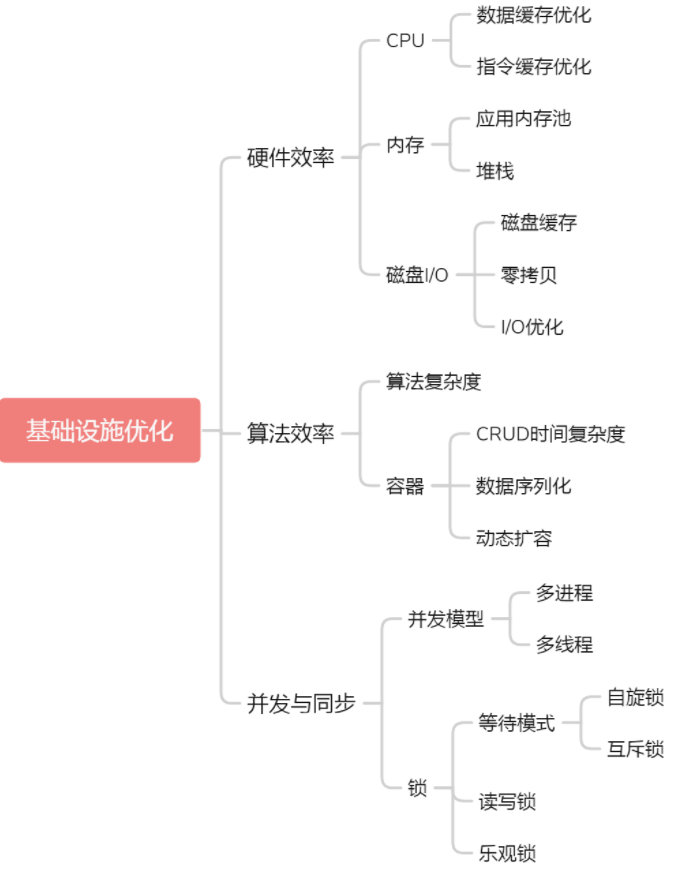 基础设施优化
硬件效率
CPU
数据缓存优化
指令缓存优化
内存
应用内存池
堆栈
磁盘I/O
磁盘缓存
零拷贝
I/O优化
算法效率
算法复杂度
容器
CRUD时间复杂度
数据序列化
动态扩容
并发与同步
并发模型
多进程
多线程
锁
等待模式
自旋锁
互斥锁
读写锁
乐观锁